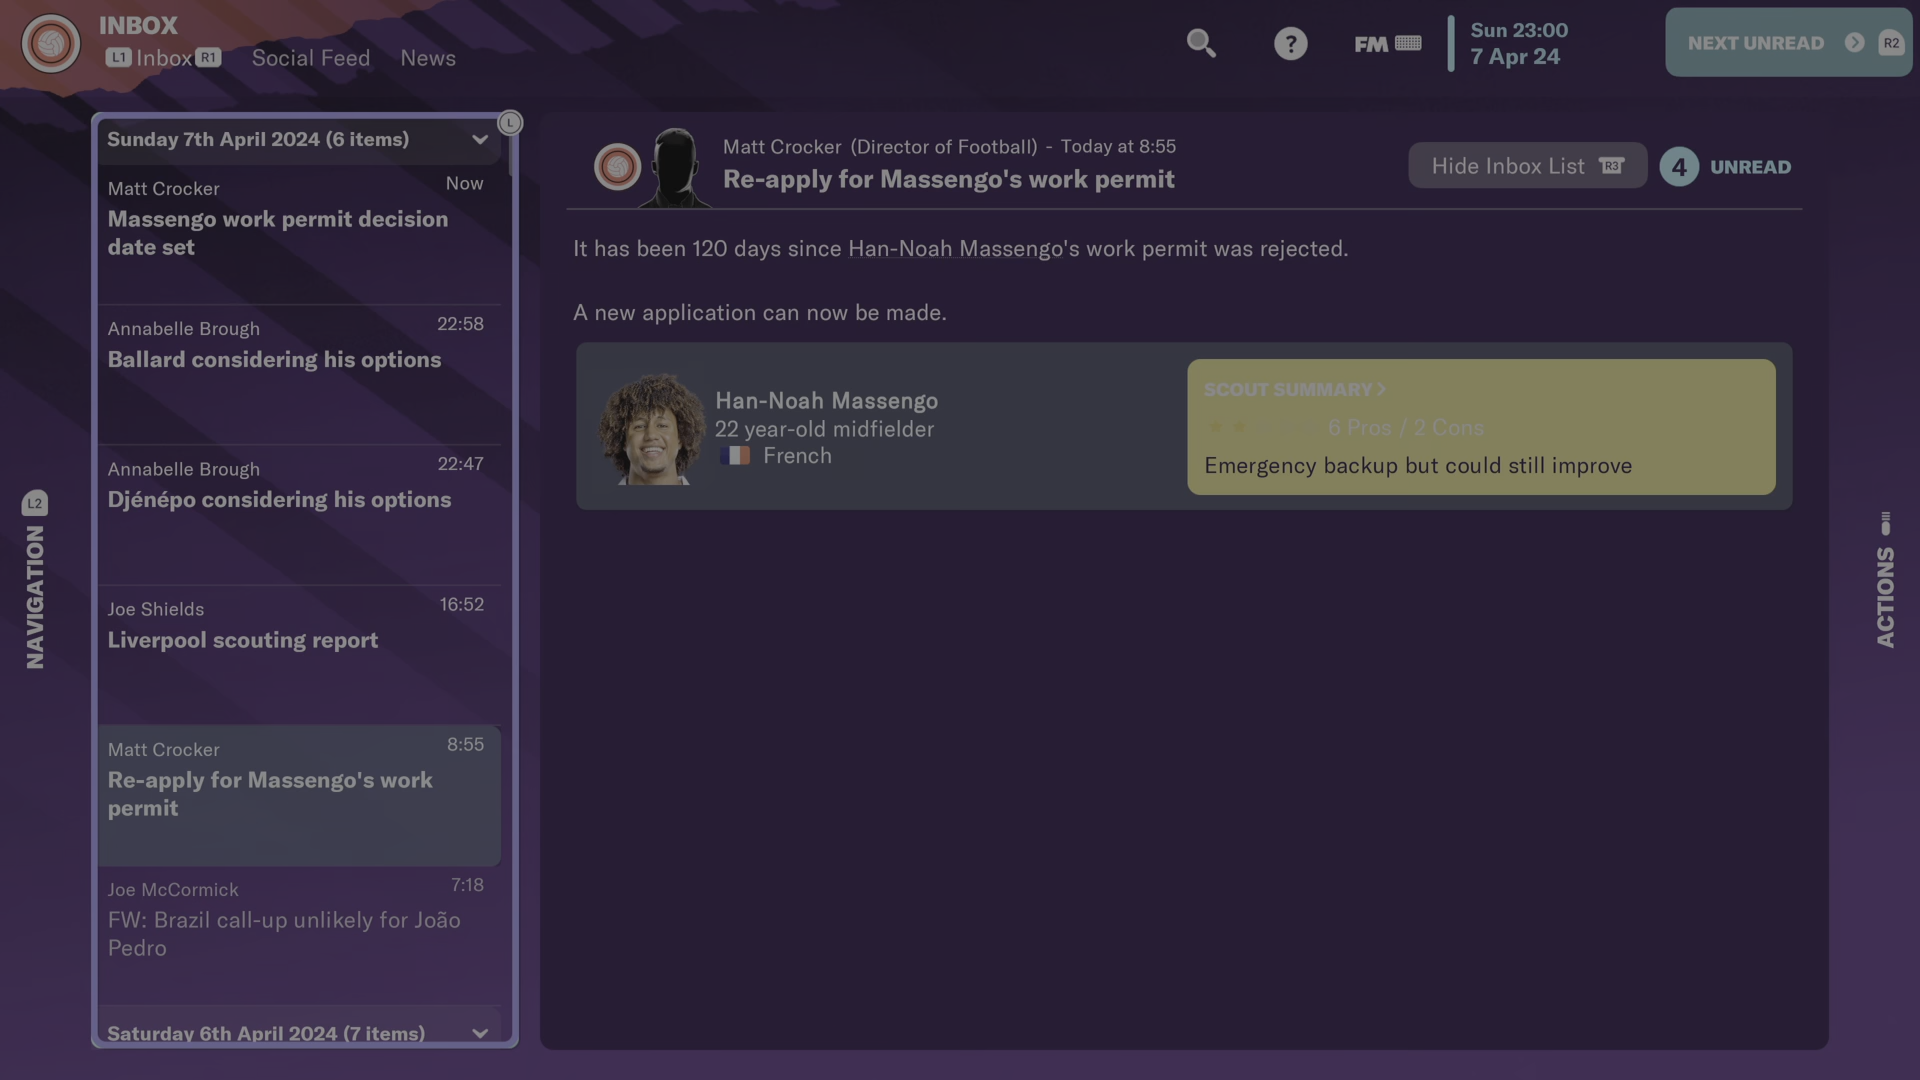 INBOX
L1 Inbox R1 Social Feed News
?
FM
Sun 23:00
7 Apr 24
NEXT UNREAD R2
Sunday 7th April 2024 (6 items)
L
Matt Crocker Now
Massengo work permit decision
date set
Annabelle Brough 22:58
Ballard considering his options
Annabelle Brough 22:47
Djénépo considering his options
Joe Shields 16:52
Liverpool scouting report
Matt Crocker 8:55
Re-apply for Massengo's work
permit
Joe McCormick 7:18
FW: Brazil call-up unlikely for João
Pedro
Saturday 6th April 2024 (7 items)
L2
NAVIGATION
Matt Crocker (Director of Football) - Today at 8:55
Re-apply for Massengo's work permit
Hide Inbox List R3
4 UNREAD
It has been 120 days since Han-Noah Massengo's work permit was rejected.
A new application can now be made.
Han-Noah Massengo
22 year-old midfielder
French
SCOUT SUMMARY >
6 Pros / 2 Cons
Emergency backup but could still improve
ACTIONS